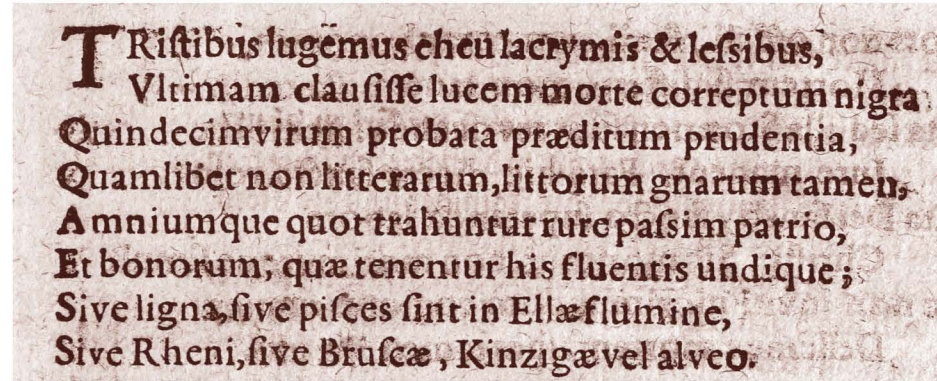 TRiſtibus lugemus eheu lacrymis & leſsibus,
Vltimam clauſiſſe lucem morte correptum nigra
Quindecimvirum probata præditum prudentia,
Quamlibet non litterarum, littorum gnarum tamen,
Amniumque quot trahuntur rure paſsim patrio,
Et bonorum, quæ tenentur his fluentis undique;
Sive ligna, ſive piſces ſint in Ellæ flumine,
Sive Rheni, ſive Bruſcæ, Kinzigæ vel alveo.